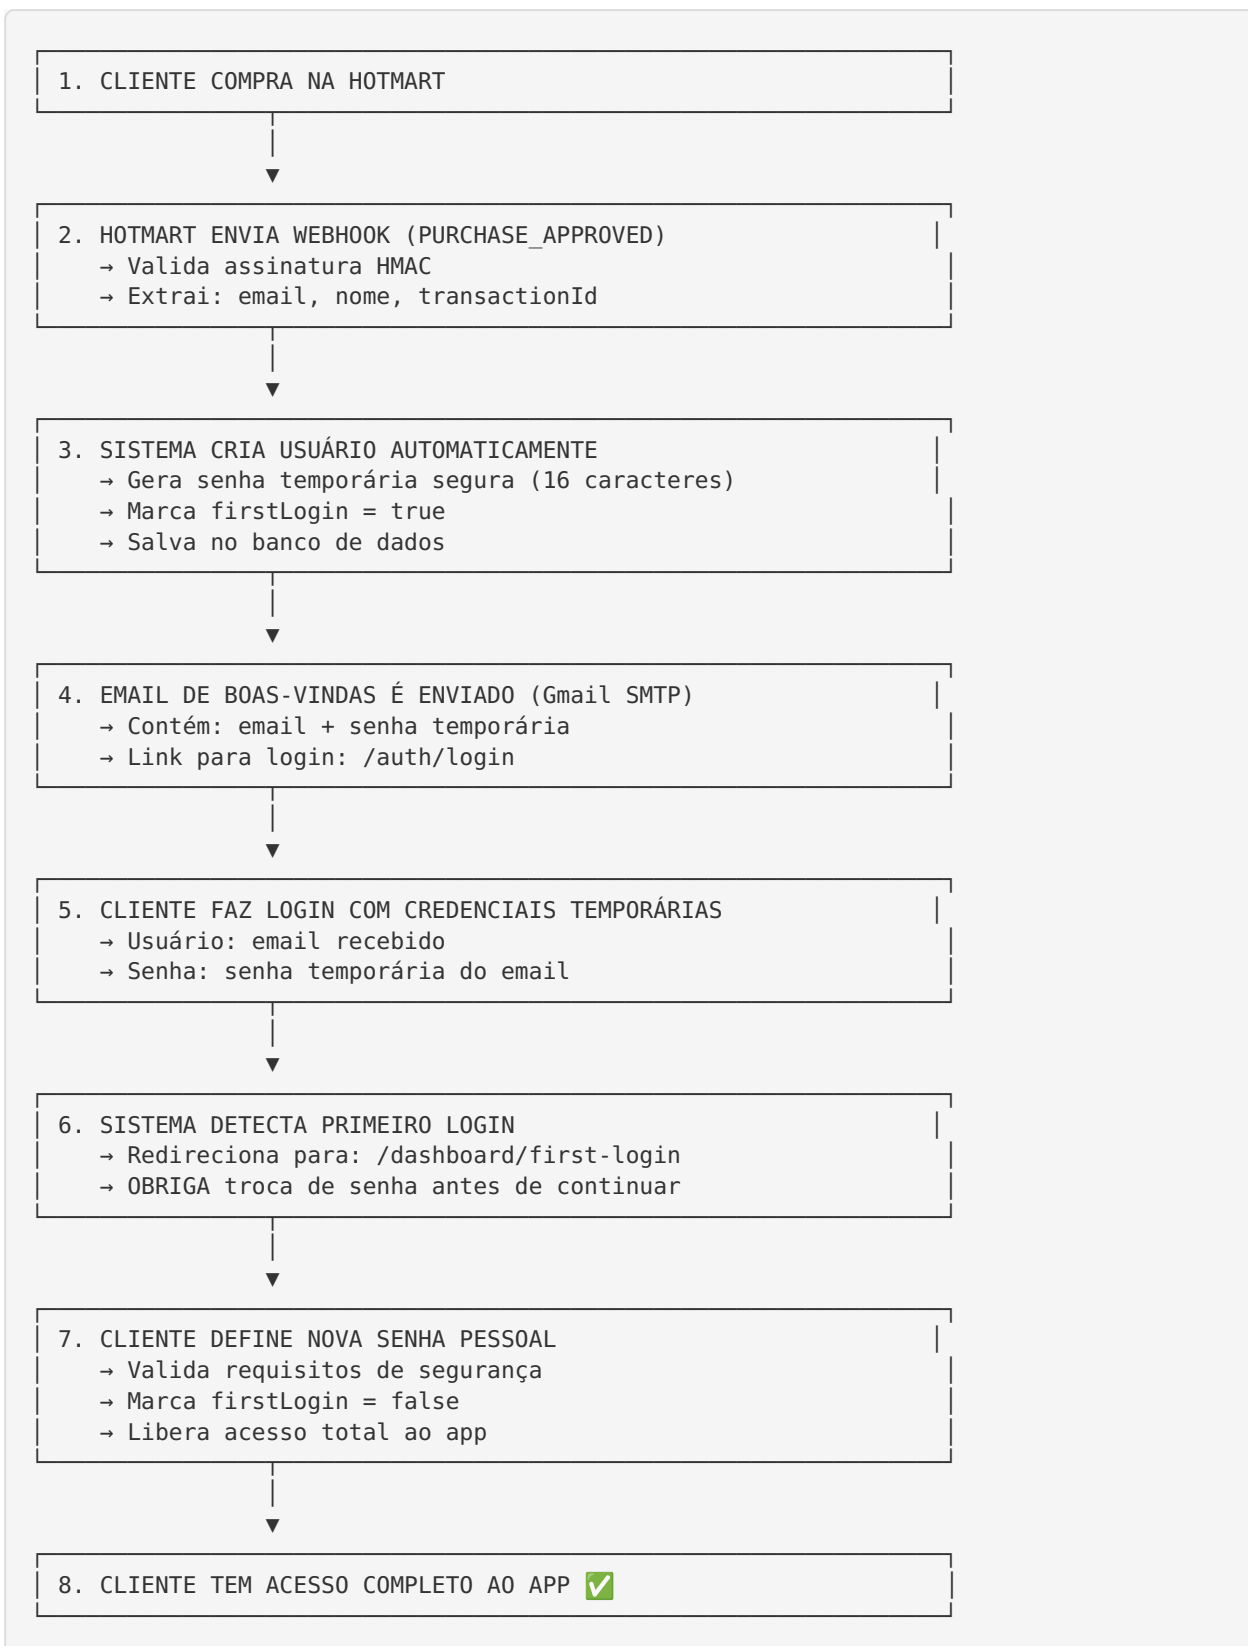 1. CLIENTE COMPRA NA HOTMART
▼
2. HOTMART ENVIA WEBHOOK (PURCHASE_APPROVED)
→ Valida assinatura HMAC
→ Extrai: email, nome, transactionId
▼
3. SISTEMA CRIA USUÁRIO AUTOMATICAMENTE
→ Gera senha temporária segura (16 caracteres)
→ Marca firstLogin = true
→ Salva no banco de dados
▼
4. EMAIL DE BOAS-VINDAS É ENVIADO (Gmail SMTP)
→ Contém: email + senha temporária
→ Link para login: /auth/login
▼
5. CLIENTE FAZ LOGIN COM CREDENCIAIS TEMPORÁRIAS
→ Usuário: email recebido
→ Senha: senha temporária do email
▼
6. SISTEMA DETECTA PRIMEIRO LOGIN
→ Redireciona para: /dashboard/first-login
→ OBRIGA troca de senha antes de continuar
▼
7. CLIENTE DEFINE NOVA SENHA PESSOAL
→ Valida requisitos de segurança
→ Marca firstLogin = false
→ Libera acesso total ao app
▼
8. CLIENTE TEM ACESSO COMPLETO AO APP ✅